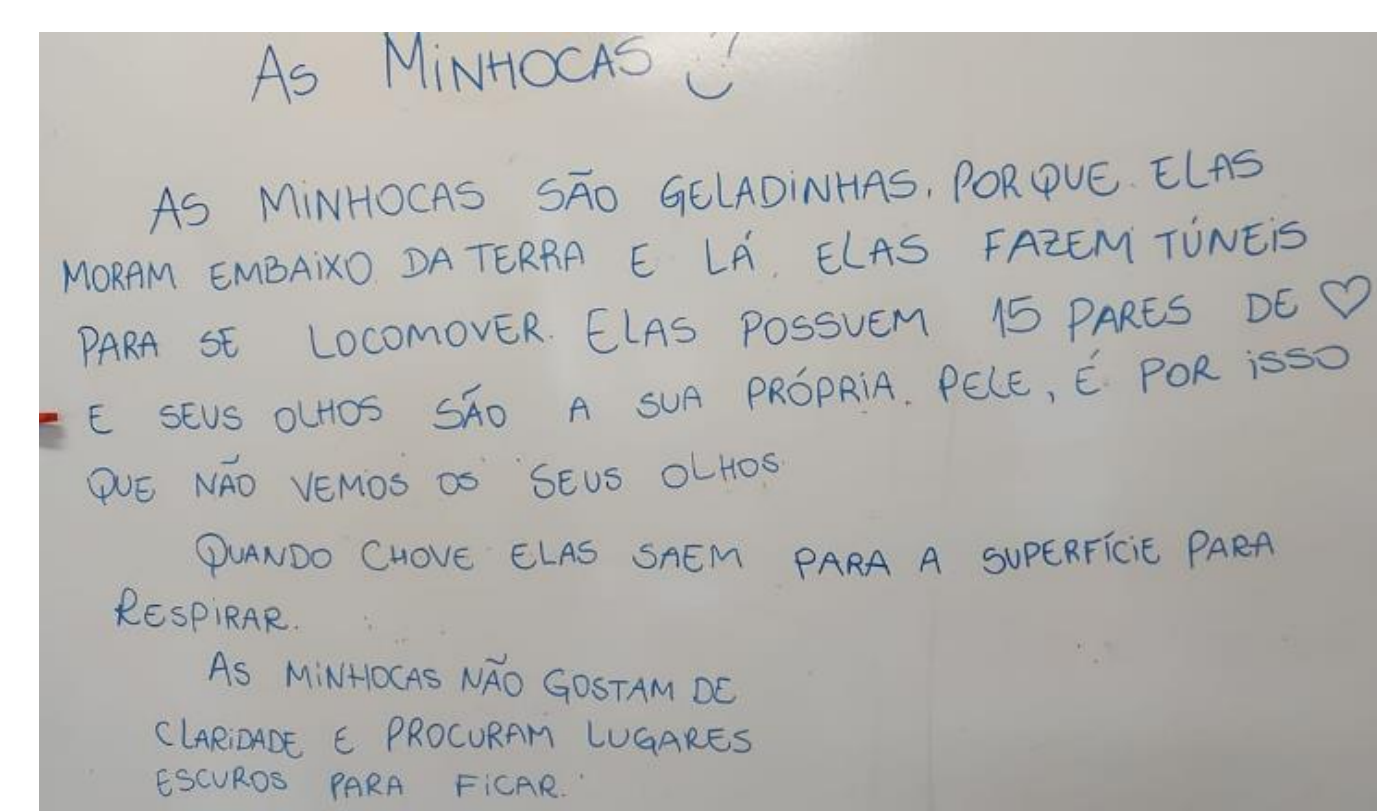 AS MINHOCAS
AS MINHOCAS SÃO GELADINHAS. PORQUE ELAS
MORAM EMBAIXO DA TERRA E LÁ ELAS FAZEM TÚNEIS
PARA SE LOCOMOVER. ELAS POSSUEM 15 PARES DE ♡
E SEUS OLHOS SÃO A SUA PRÓPRIA PELE, É POR ISSO
QUE NÃO VEMOS OS SEUS OLHOS.
QUANDO CHOVE ELAS SAEM PARA A SUPERFÍCIE PARA
RESPIRAR.
AS MINHOCAS NÃO GOSTAM DE
CLARIDADE E PROCURAM LUGARES
ESCUROS PARA FICAR.